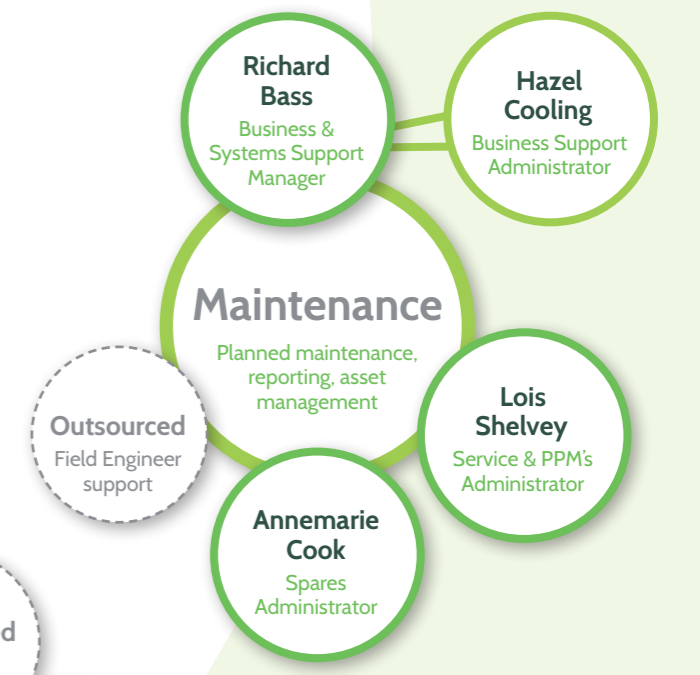 Richard
Bass
Business &
Systems Support
Manager
Hazel
Cooling
Business Support
Administrator
Maintenance
Planned maintenance,
reporting, asset
management
Outsourced
Field Engineer
support
Lois
Shelvey
Service & PPM's
Administrator
Annemarie
Cook
Spares
Administrator